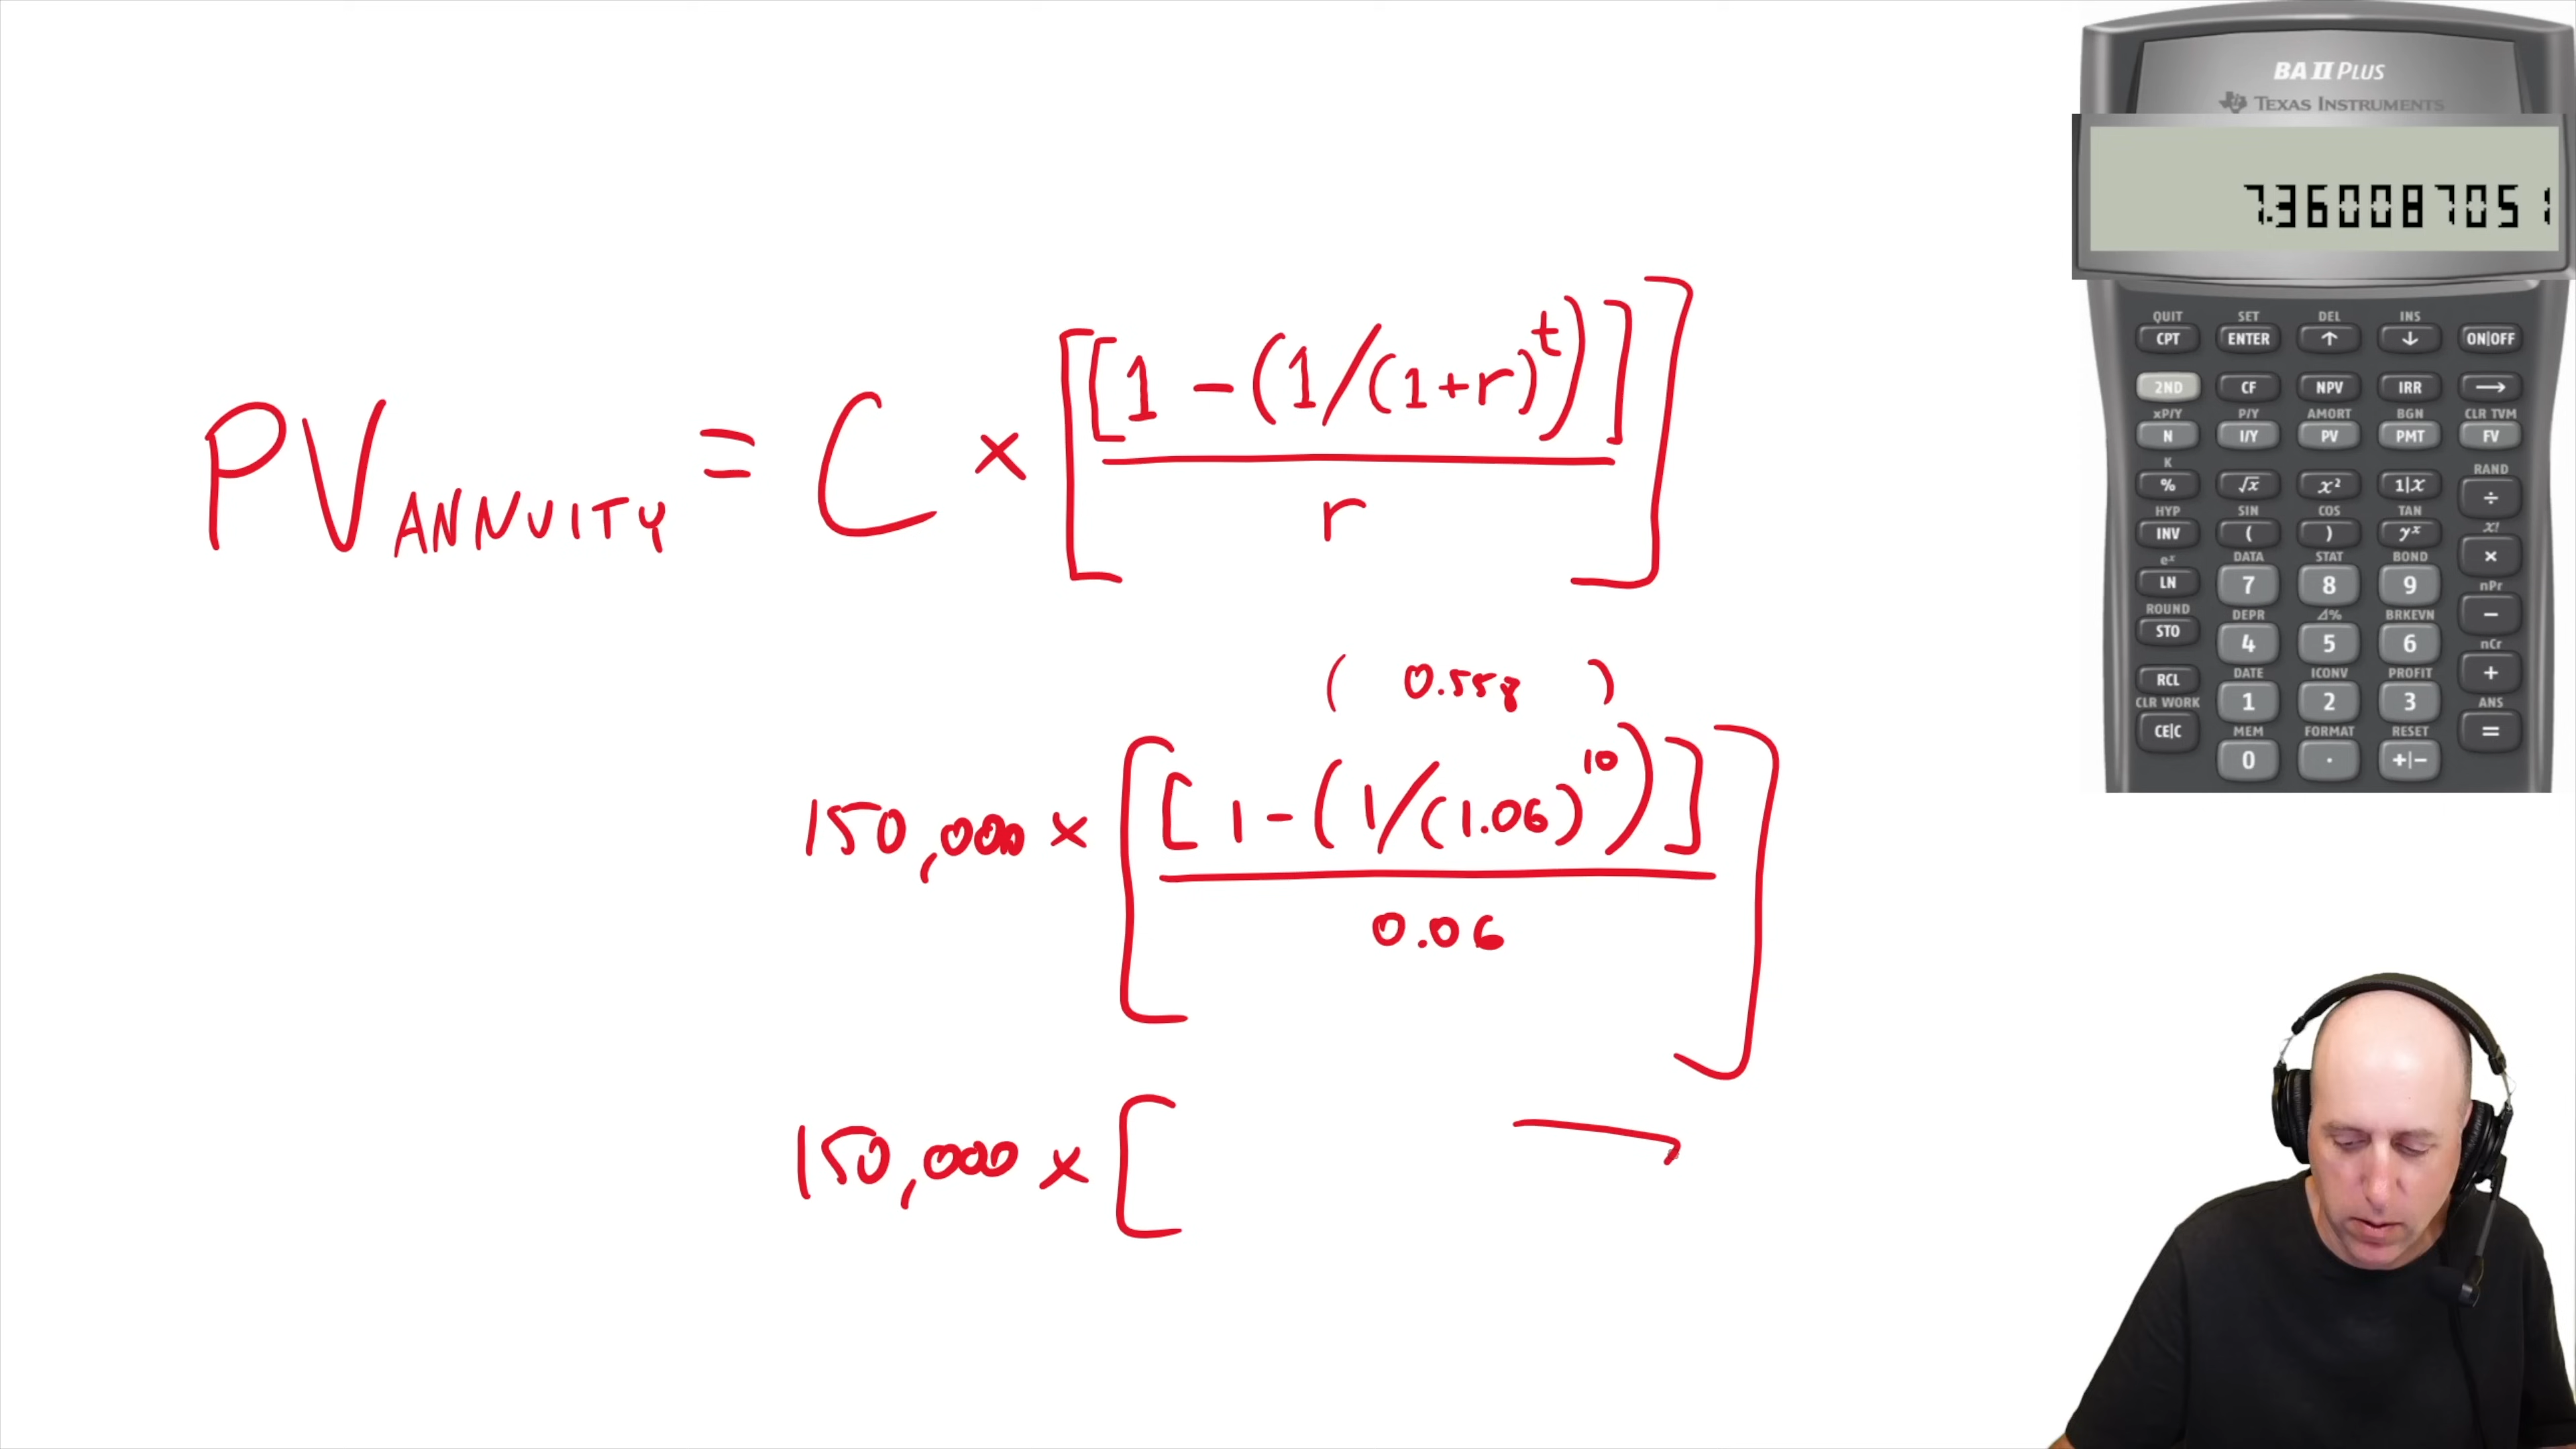 PV ANNUITY = C × [[1 - (1/(1+r)^t)] / r]
( 0.558 )
150,000 × [[1 - (1/(1.06)^10)] / 0.06]
150,000 × [
BA II PLUS
TEXAS INSTRUMENTS
7.360087051
QUIT SET DEL INS
CPT ENTER ↑ ↓ ON|OFF
2ND CF NPV IRR →
xP/Y P/Y AMORT BGN CLR TVM
N I/Y PV PMT FV
K RAND
% √x x² 1|x ÷
HYP SIN COS TAN x!
INV ( ) yˣ ×
eˣ DATA STAT BOND nPr
LN 7 8 9 −
ROUND DEPR Δ% BRKEVN nCr
STO 4 5 6 +
DATE ICONV PROFIT
RCL 1 2 3
CLR WORK MEM FORMAT RESET ANS
CE|C 0 . +|− =